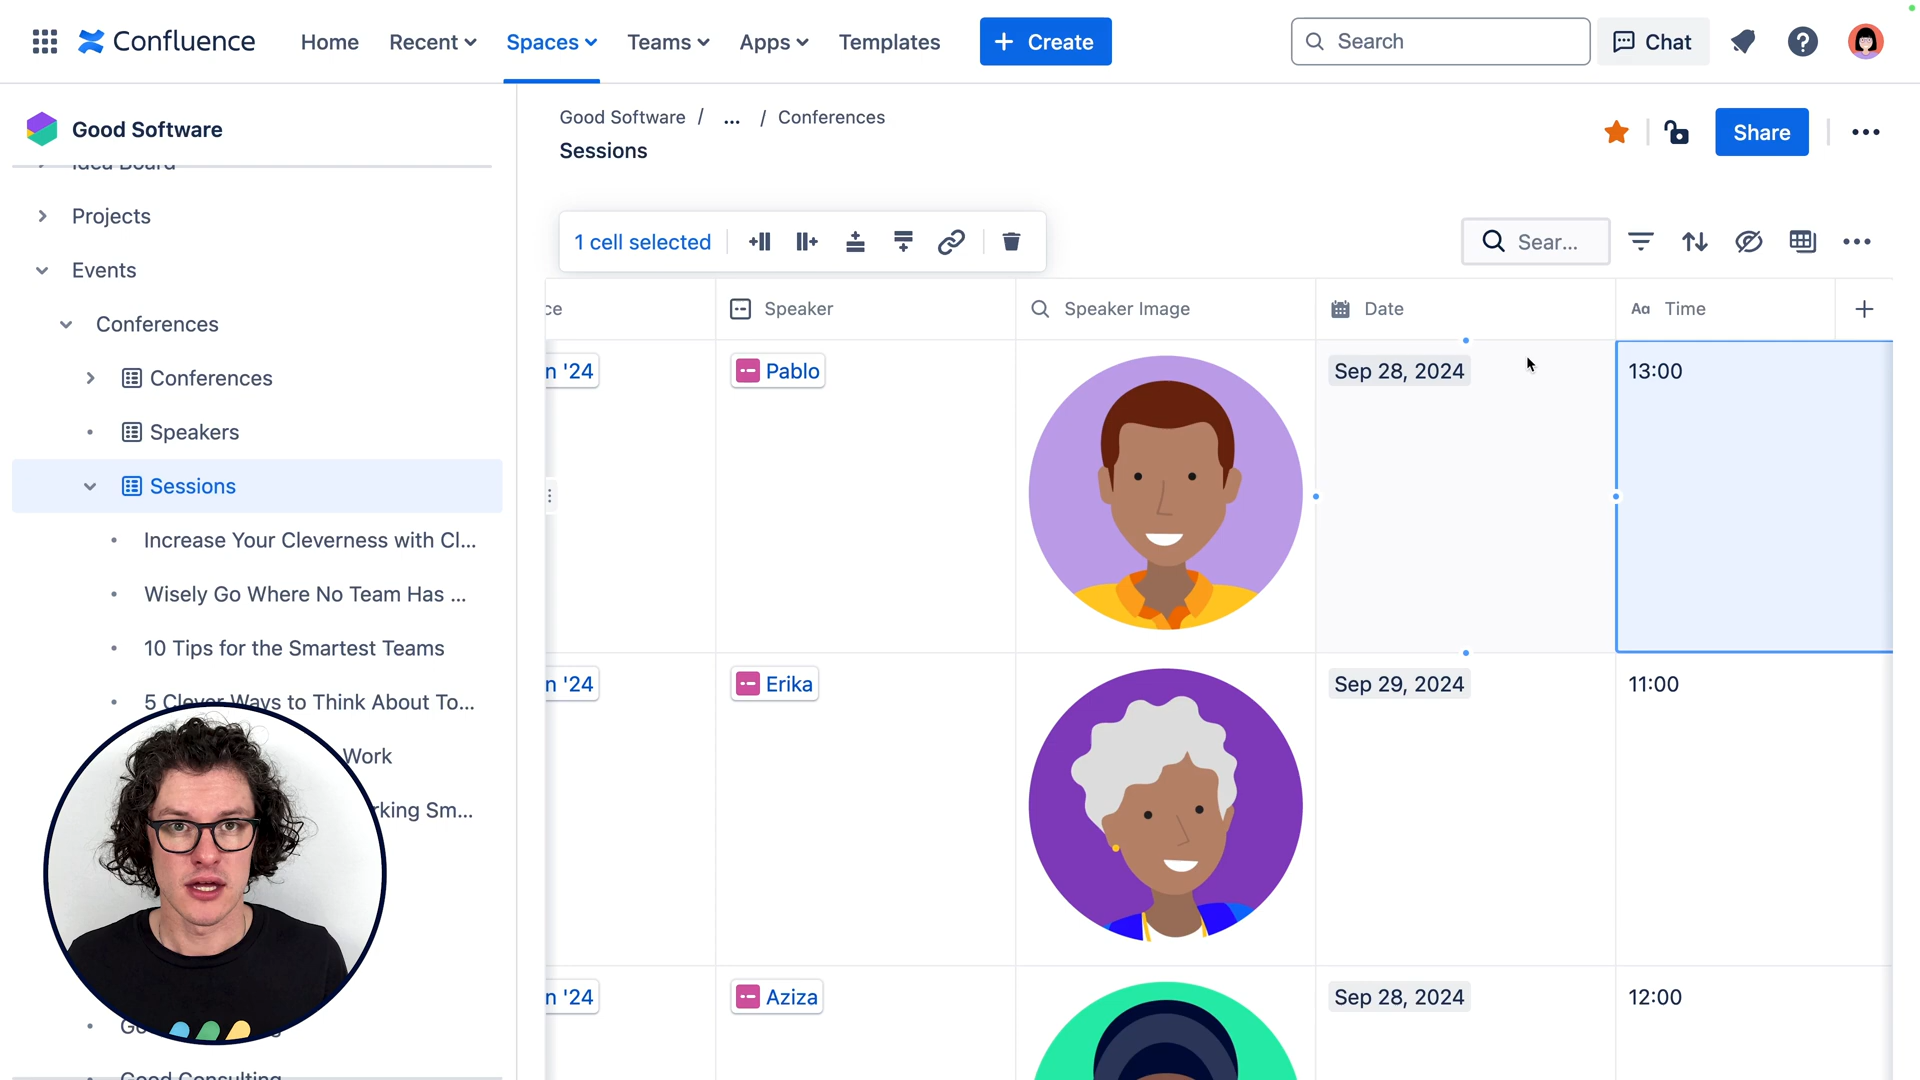 Confluence
Home
Recent
Spaces
Teams
Apps
Templates
Create
Search
Chat
Good Software
Idea Board
Projects
Events
Conferences
Conferences
Speakers
Sessions
Increase Your Cleverness with Cl...
Wisely Go Where No Team Has ...
10 Tips for the Smartest Teams
5 Clever Ways to Think About To...
Work
rking Sm...
Good Consulting
Good Software / ... / Conferences
Sessions
Share
1 cell selected
Sear...
ce
Speaker
Speaker Image
Date
Aa Time
n '24
Pablo
Sep 28, 2024
13:00
n '24
Erika
Sep 29, 2024
11:00
n '24
Aziza
Sep 28, 2024
12:00